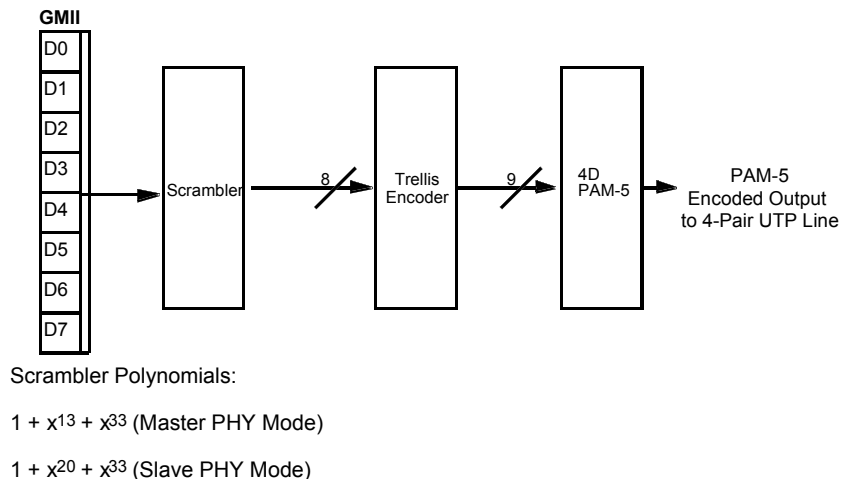 GMII
D0
D1
D2
D3
D4
D5
D6
D7
Scrambler
8
Trellis
Encoder
9
4D
PAM-5
PAM-5
Encoded Output
to 4-Pair UTP Line
Scrambler Polynomials:
1 + x13 + x33 (Master PHY Mode)
1 + x20 + x33 (Slave PHY Mode)